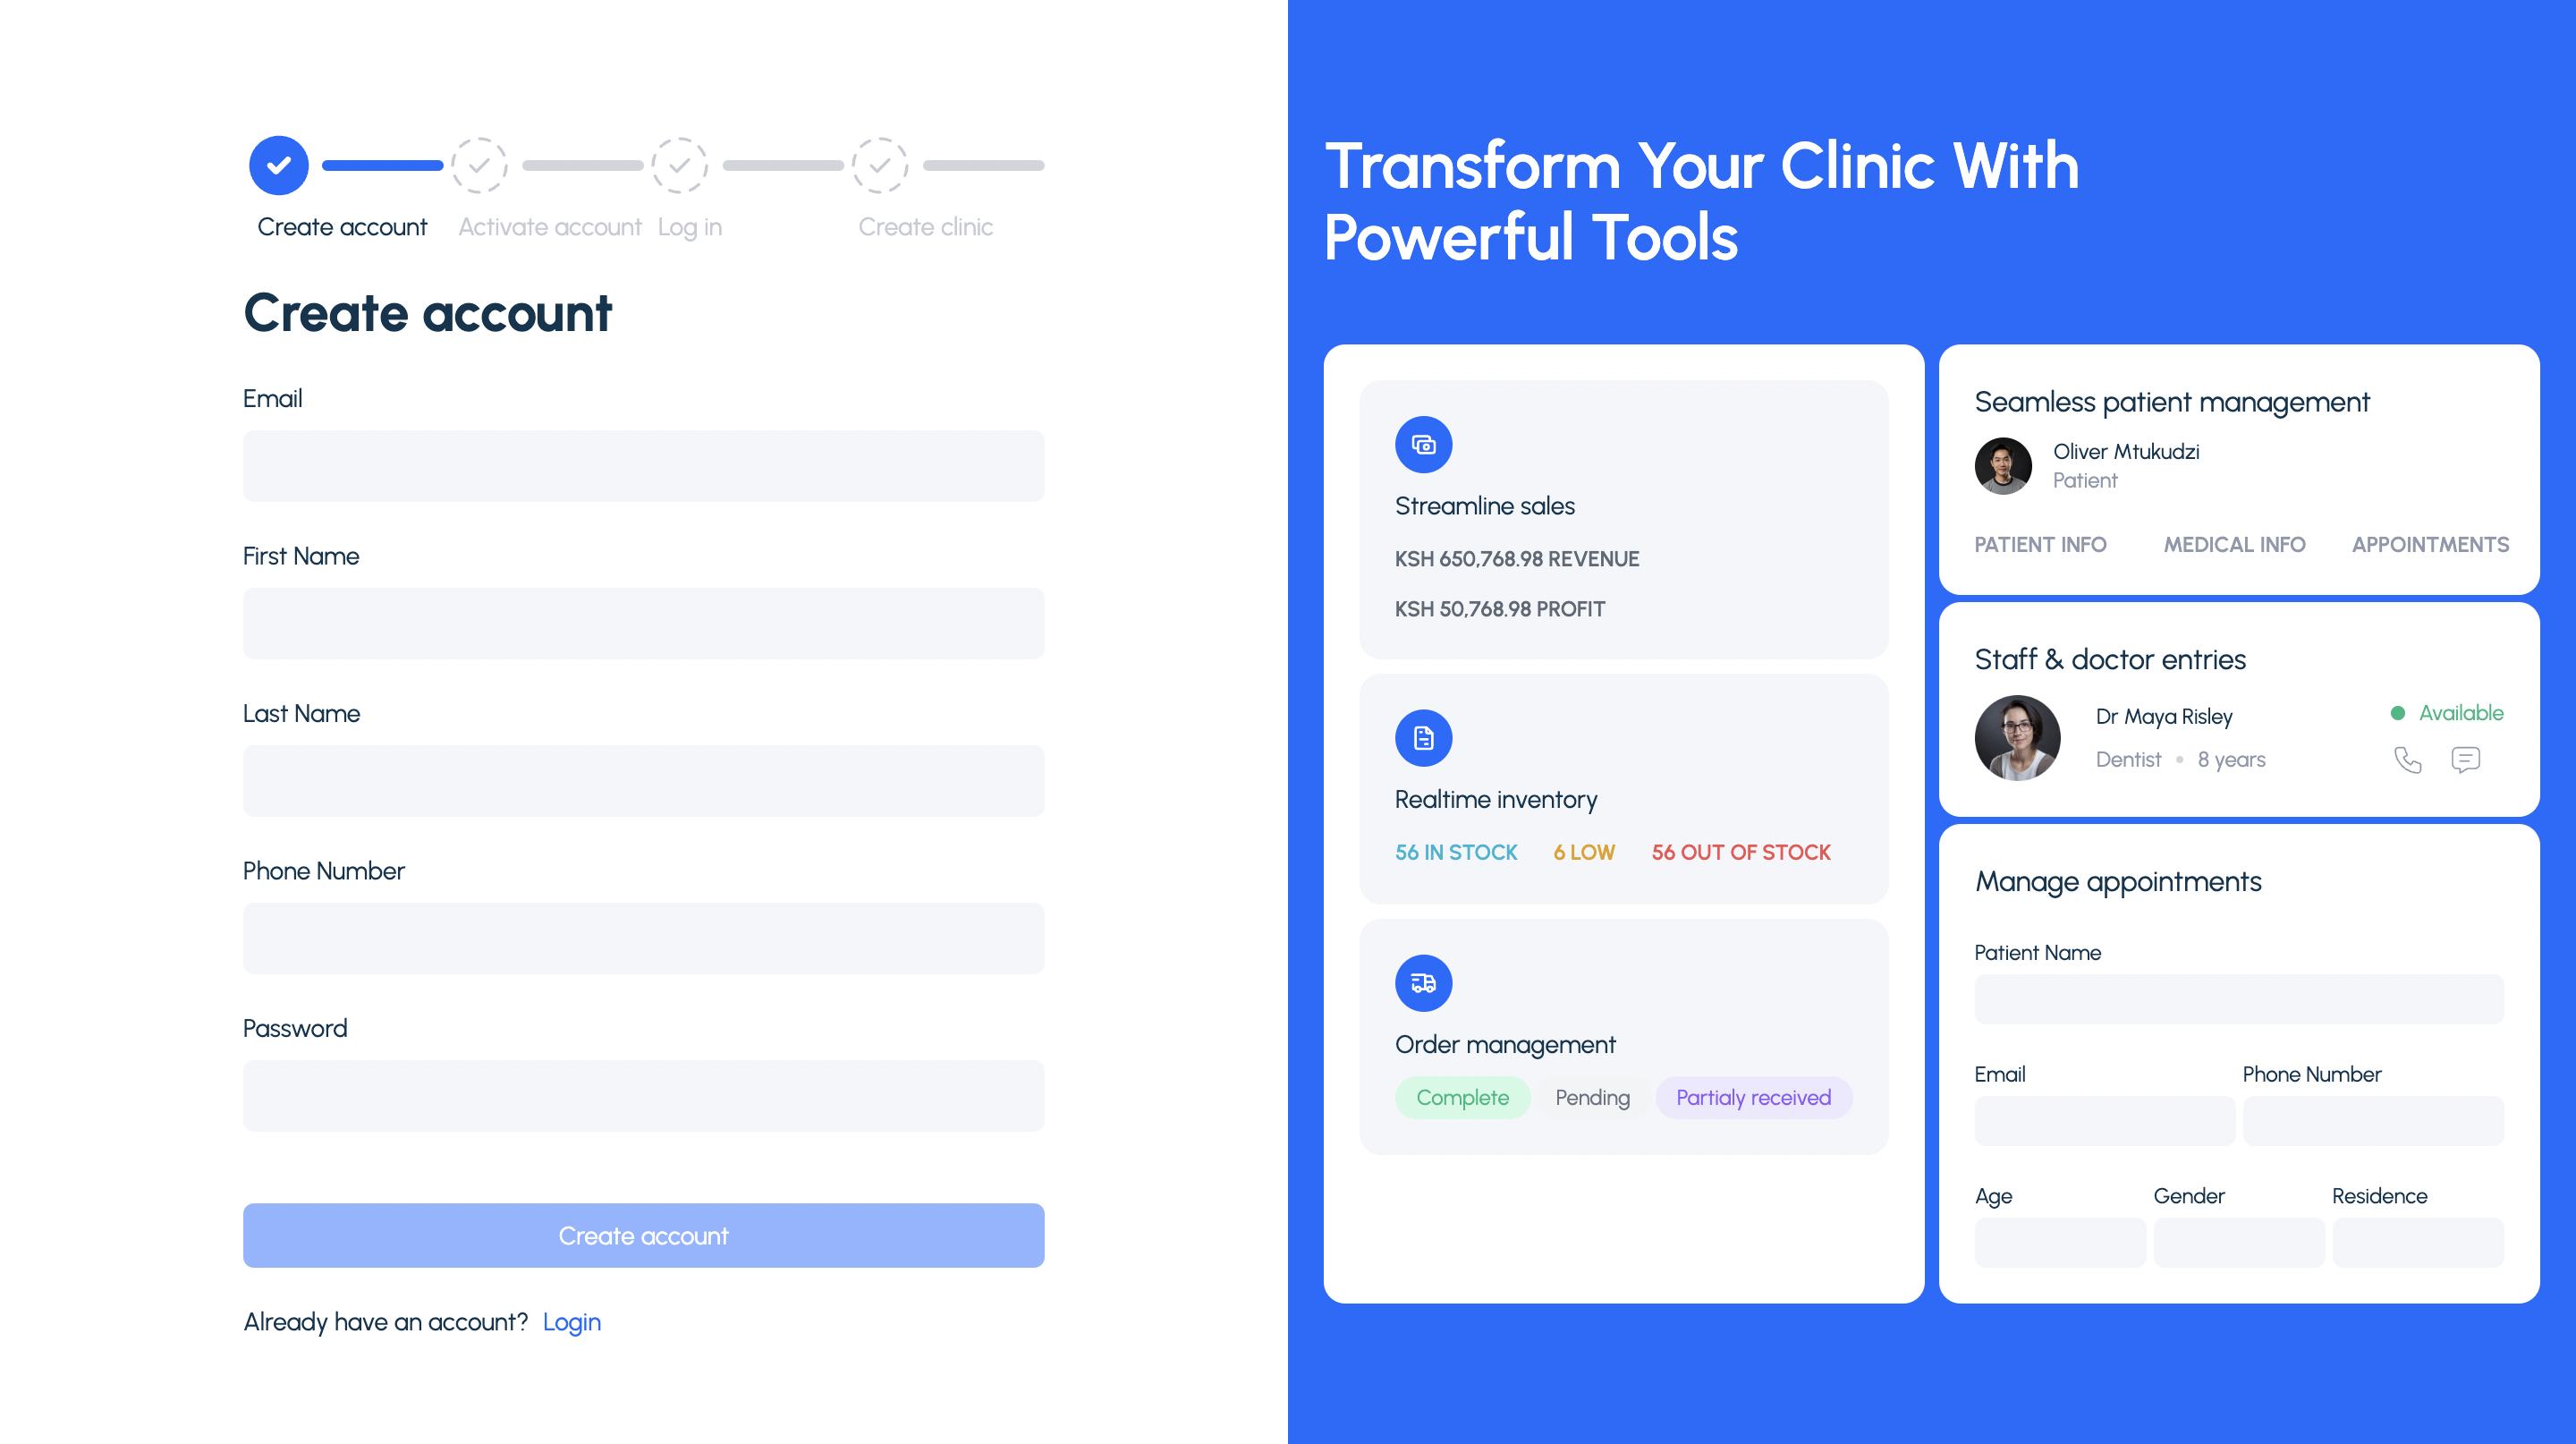 Create account
Activate account
Log in
Create clinic
Create account
Email
First Name
Last Name
Phone Number
Password
Create account
Already have an account? Login
Transform Your Clinic With
Powerful Tools
Streamline sales
KSH 650,768.98 REVENUE
KSH 50,768.98 PROFIT
Realtime inventory
56 IN STOCK 6 LOW 56 OUT OF STOCK
Order management
Complete Pending Partialy received
Seamless patient management
Oliver Mtukudzi
Patient
PATIENT INFO MEDICAL INFO APPOINTMENTS
Staff & doctor entries
Dr Maya Risley
Available
Dentist • 8 years
Manage appointments
Patient Name
Email Phone Number
Age Gender Residence